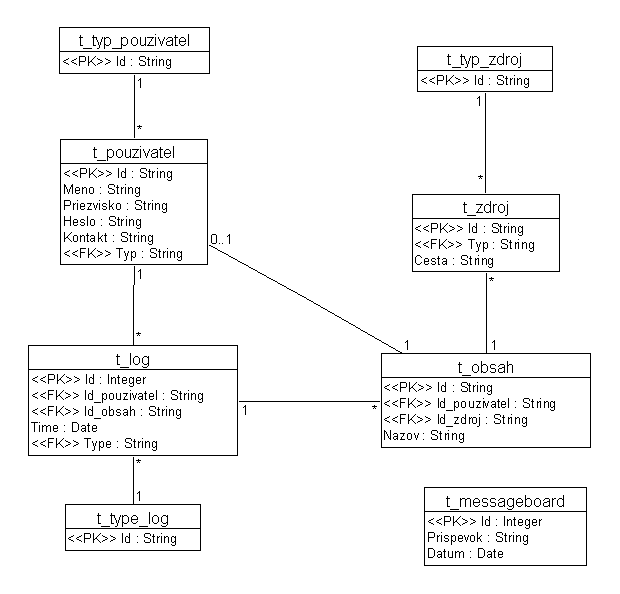 t_typ_pouzivatel
<<PK>> Id : String
1
*
t_pouzivatel
<<PK>> Id : String
Meno : String
Priezvisko : String
Heslo : String
Kontakt : String
<<FK>> Typ : String
1
0..1
*
t_log
<<PK>> Id : Integer
<<FK>> Id_pouzivatel : String
<<FK>> Id_obsah : String
Time : Date
<<FK>> Type : String
1
*
*
1
t_type_log
<<PK>> Id : String
t_typ_zdroj
<<PK>> Id : String
1
*
t_zdroj
<<PK>> Id : String
<<FK>> Typ : String
Cesta : String
*
1
1
t_obsah
<<PK>> Id : String
<<FK>> Id_pouzivatel : String
<<FK>> Id_zdroj : String
Nazov : String
t_messageboard
<<PK>> Id : Integer
Prispevok : String
Datum : Date